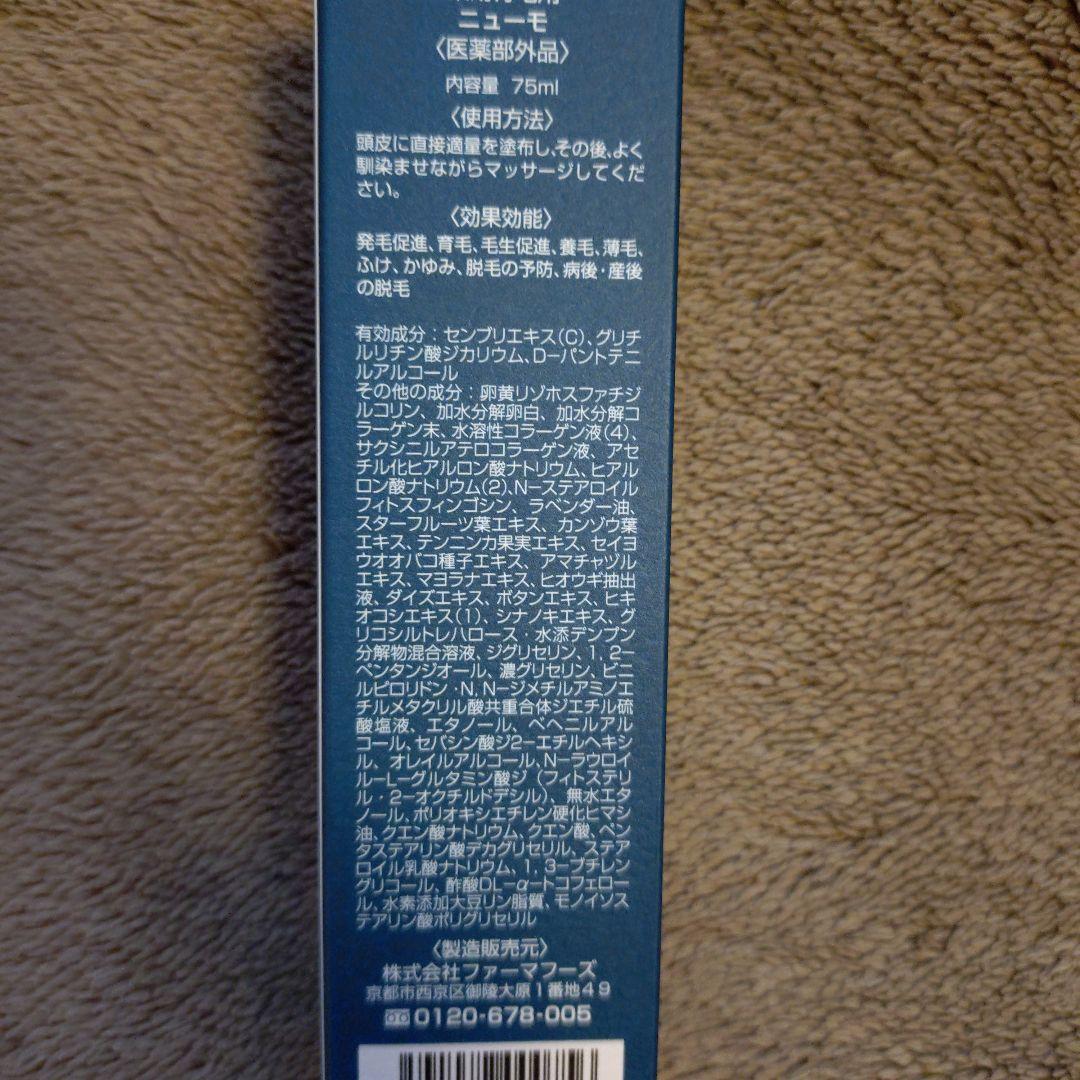 ニューモ
〈医薬部外品〉
内容量 75ml
〈使用方法〉
頭皮に直接適量を塗布し、その後、よく
馴染ませながらマッサージしてくだ
さい。
〈効果効能〉
発毛促進、育毛、毛生促進、養毛、薄毛、
ふけ、かゆみ、脱毛の予防、病後・産後
の脱毛
有効成分：センブリエキス(C)、グリチ
ルリチン酸ジカリウム、D−パントテニ
ルアルコール
その他の成分：卵黄リゾホスファチジ
ルコリン、加水分解卵白、加水分解コ
ラーゲン末、水溶性コラーゲン液(4)、
サクシニルアテロコラーゲン液、アセ
チル化ヒアルロン酸ナトリウム、ヒアル
ロン酸ナトリウム(2)、N−ステアロイル
フィトスフィンゴシン、ラベンダー油、
スターフルーツ葉エキス、カンゾウ葉
エキス、テンニンカ果実エキス、セイヨ
ウオオバコ種子エキス、アマチャヅル
エキス、マヨラナエキス、ヒオウギ抽出
液、ダイズエキス、ボタンエキス、ヒキ
オコシエキス(1)、シナノキエキス、グ
リコシルトレハロース・水添デンプン
分解物混合溶液、ジグリセリン、1, 2−
ペンタンジオール、濃グリセリン、ビニ
ルピロリドン・N, N−ジメチルアミノエ
チルメタクリル酸共重合体ジエチル硫
酸塩液、エタノール、ベヘニルアル
コール、セバシン酸ジ2−エチルヘキシ
ル、オレイルアルコール、N−ラウロイ
ル−L−グルタミン酸ジ（フィトステリ
ル・2−オクチルドデシル）、無水エタ
ノール、ポリオキシエチレン硬化ヒマシ
油、クエン酸ナトリウム、クエン酸、ペン
タステアリン酸デカグリセリル、ステア
ロイル乳酸ナトリウム、1, 3−ブチレン
グリコール、酢酸DL−α−トコフェロー
ル、水素添加大豆リン脂質、モノイソス
テアリン酸ポリグリセリル
〈製造販売元〉
株式会社ファーマフーズ
京都市西京区御陵大原1番地49
0120-678-005